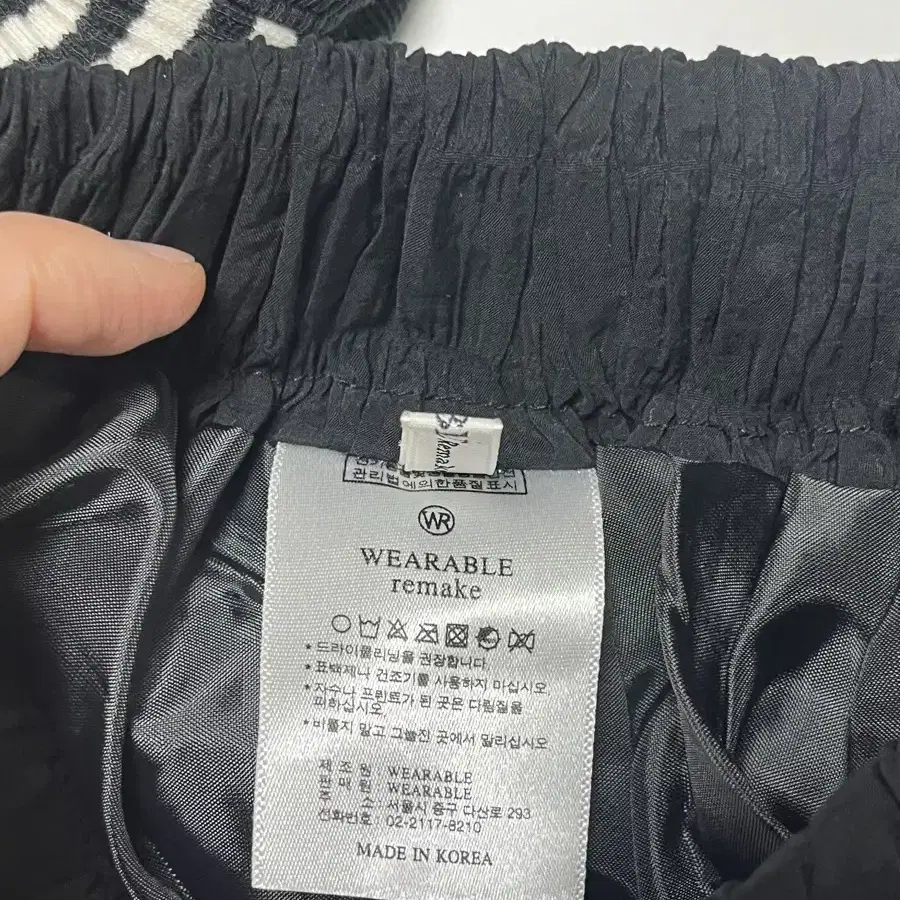 Remak
관리법에의한품질표시
WR
WEARABLE
remake
* 드라이클리닝을 권장합니다.
* 표백제나 건조기를 사용하지 마십시오.
* 자수나 프린트가 된 곳은 다림질을
피하십시오.
* 비틀지 말고 그늘진 곳에서 말리십시오.
제 조 원 WEARABLE
판 매 원 WEARABLE
주 소 : 서울시 중구 다산로 293
전화번호 : 02-2117-8210
MADE IN KOREA